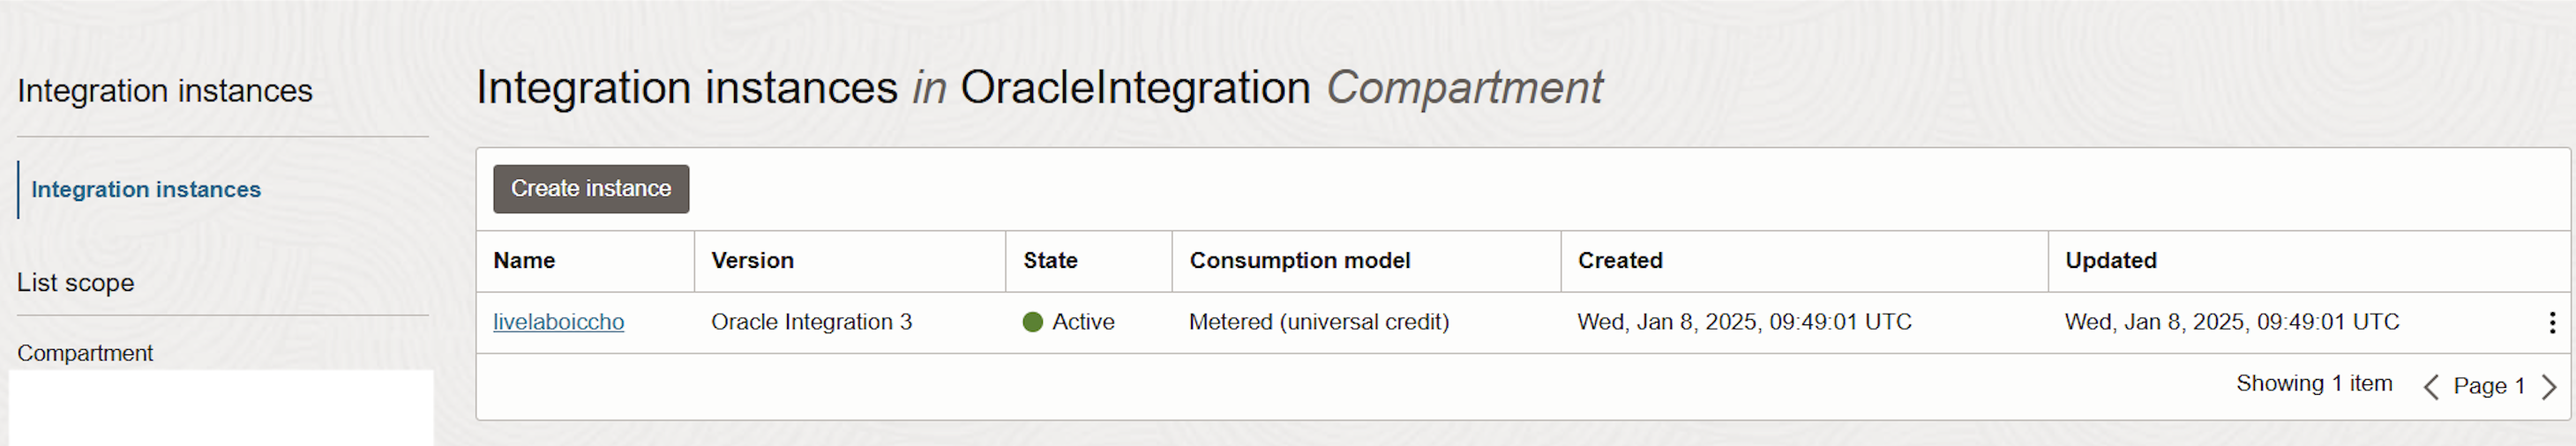 Integration instances
Integration instances
List scope
Compartment
Integration instances in OracleIntegration Compartment
Create instance
Name Version State Consumption model Created Updated
livelaboiccho Oracle Integration 3 Active Metered (universal credit) Wed, Jan 8, 2025, 09:49:01 UTC Wed, Jan 8, 2025, 09:49:01 UTC
Showing 1 item Page 1